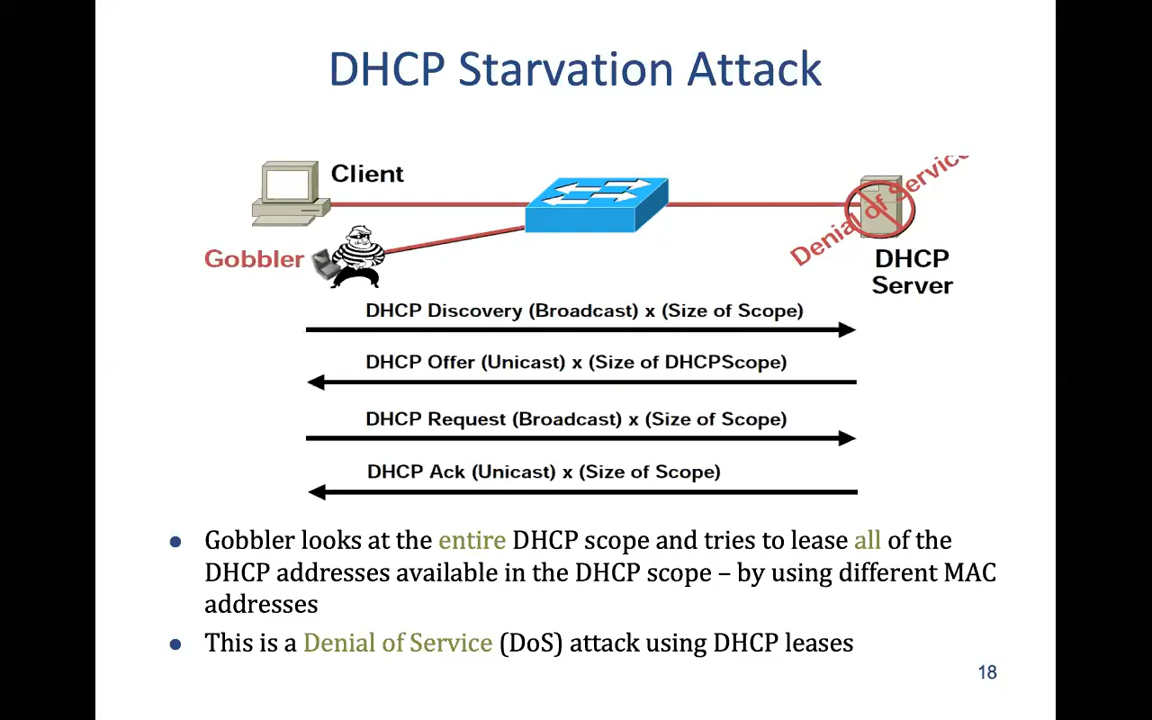 DHCP Starvation Attack
Client
Gobbler
Denial of Service
DHCP
Server
DHCP Discovery (Broadcast) x (Size of Scope)
DHCP Offer (Unicast) x (Size of DHCPScope)
DHCP Request (Broadcast) x (Size of Scope)
DHCP Ack (Unicast) x (Size of Scope)
• Gobbler looks at the entire DHCP scope and tries to lease all of the
DHCP addresses available in the DHCP scope – by using different MAC
addresses
• This is a Denial of Service (DoS) attack using DHCP leases
18